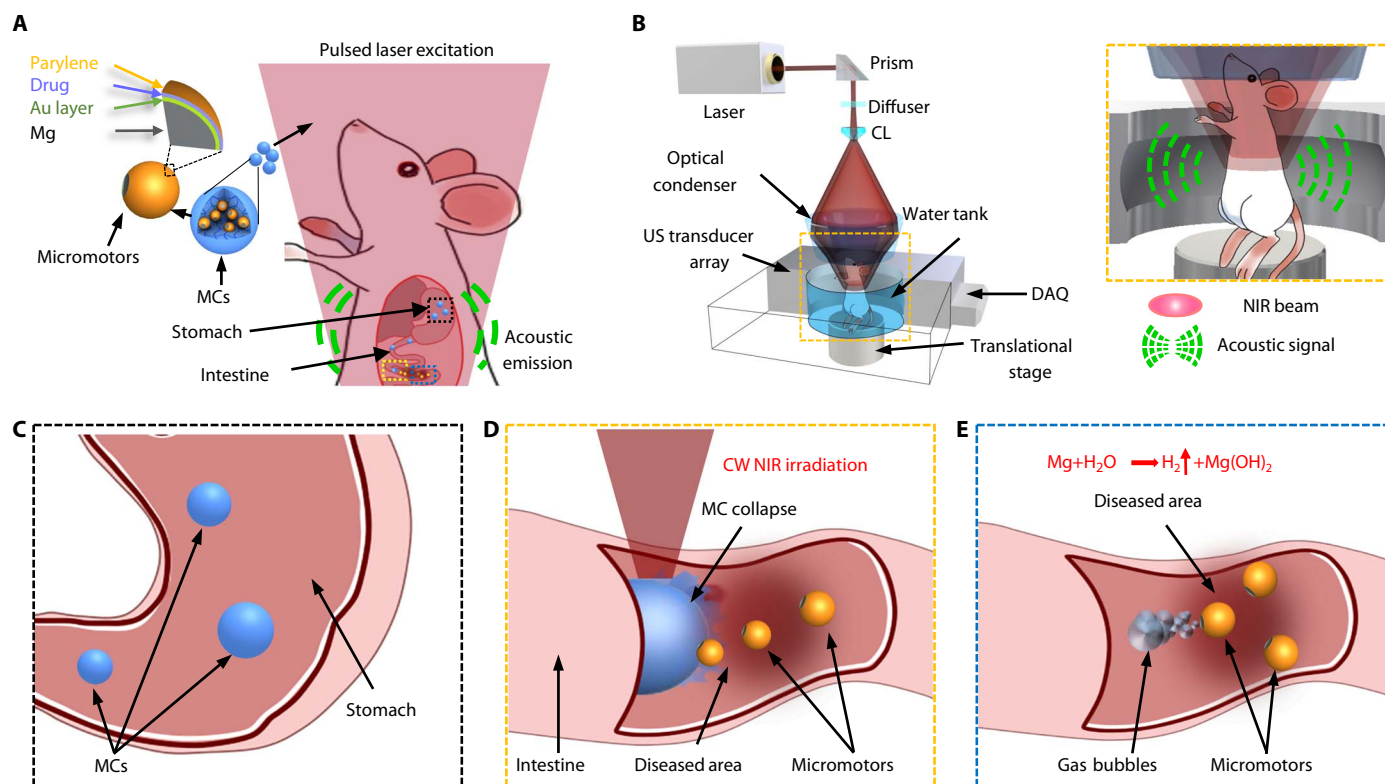 A
Pulsed laser excitation
Parylene
Drug
Au layer
Mg
Micromotors
MCs
Stomach
Intestine
Acoustic
emission
B
Laser
Prism
Diffuser
CL
Optical
condenser
US transducer
array
Water tank
DAQ
Translational
stage
NIR beam
Acoustic signal
C
Stomach
MCs
D
CW NIR irradiation
MC collapse
Intestine
Diseased area
Micromotors
E
Mg+H₂O → H₂↑ +Mg(OH)₂
Diseased area
Gas bubbles
Micromotors